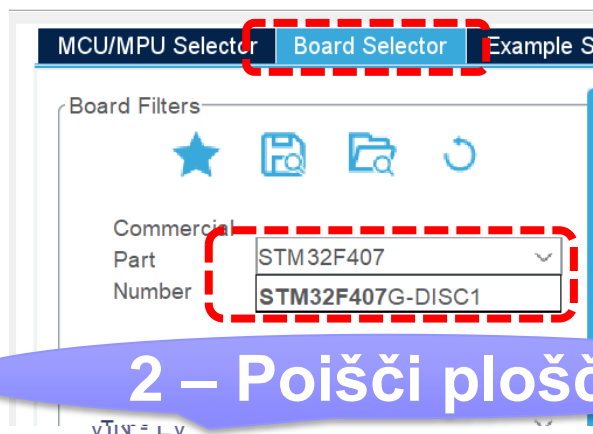 MCU/MPU Selector Board Selector Example S
Board Filters
Commercial
Part
Number
STM32F407
STM32F407G-DISC1
2 – Poišči plošč